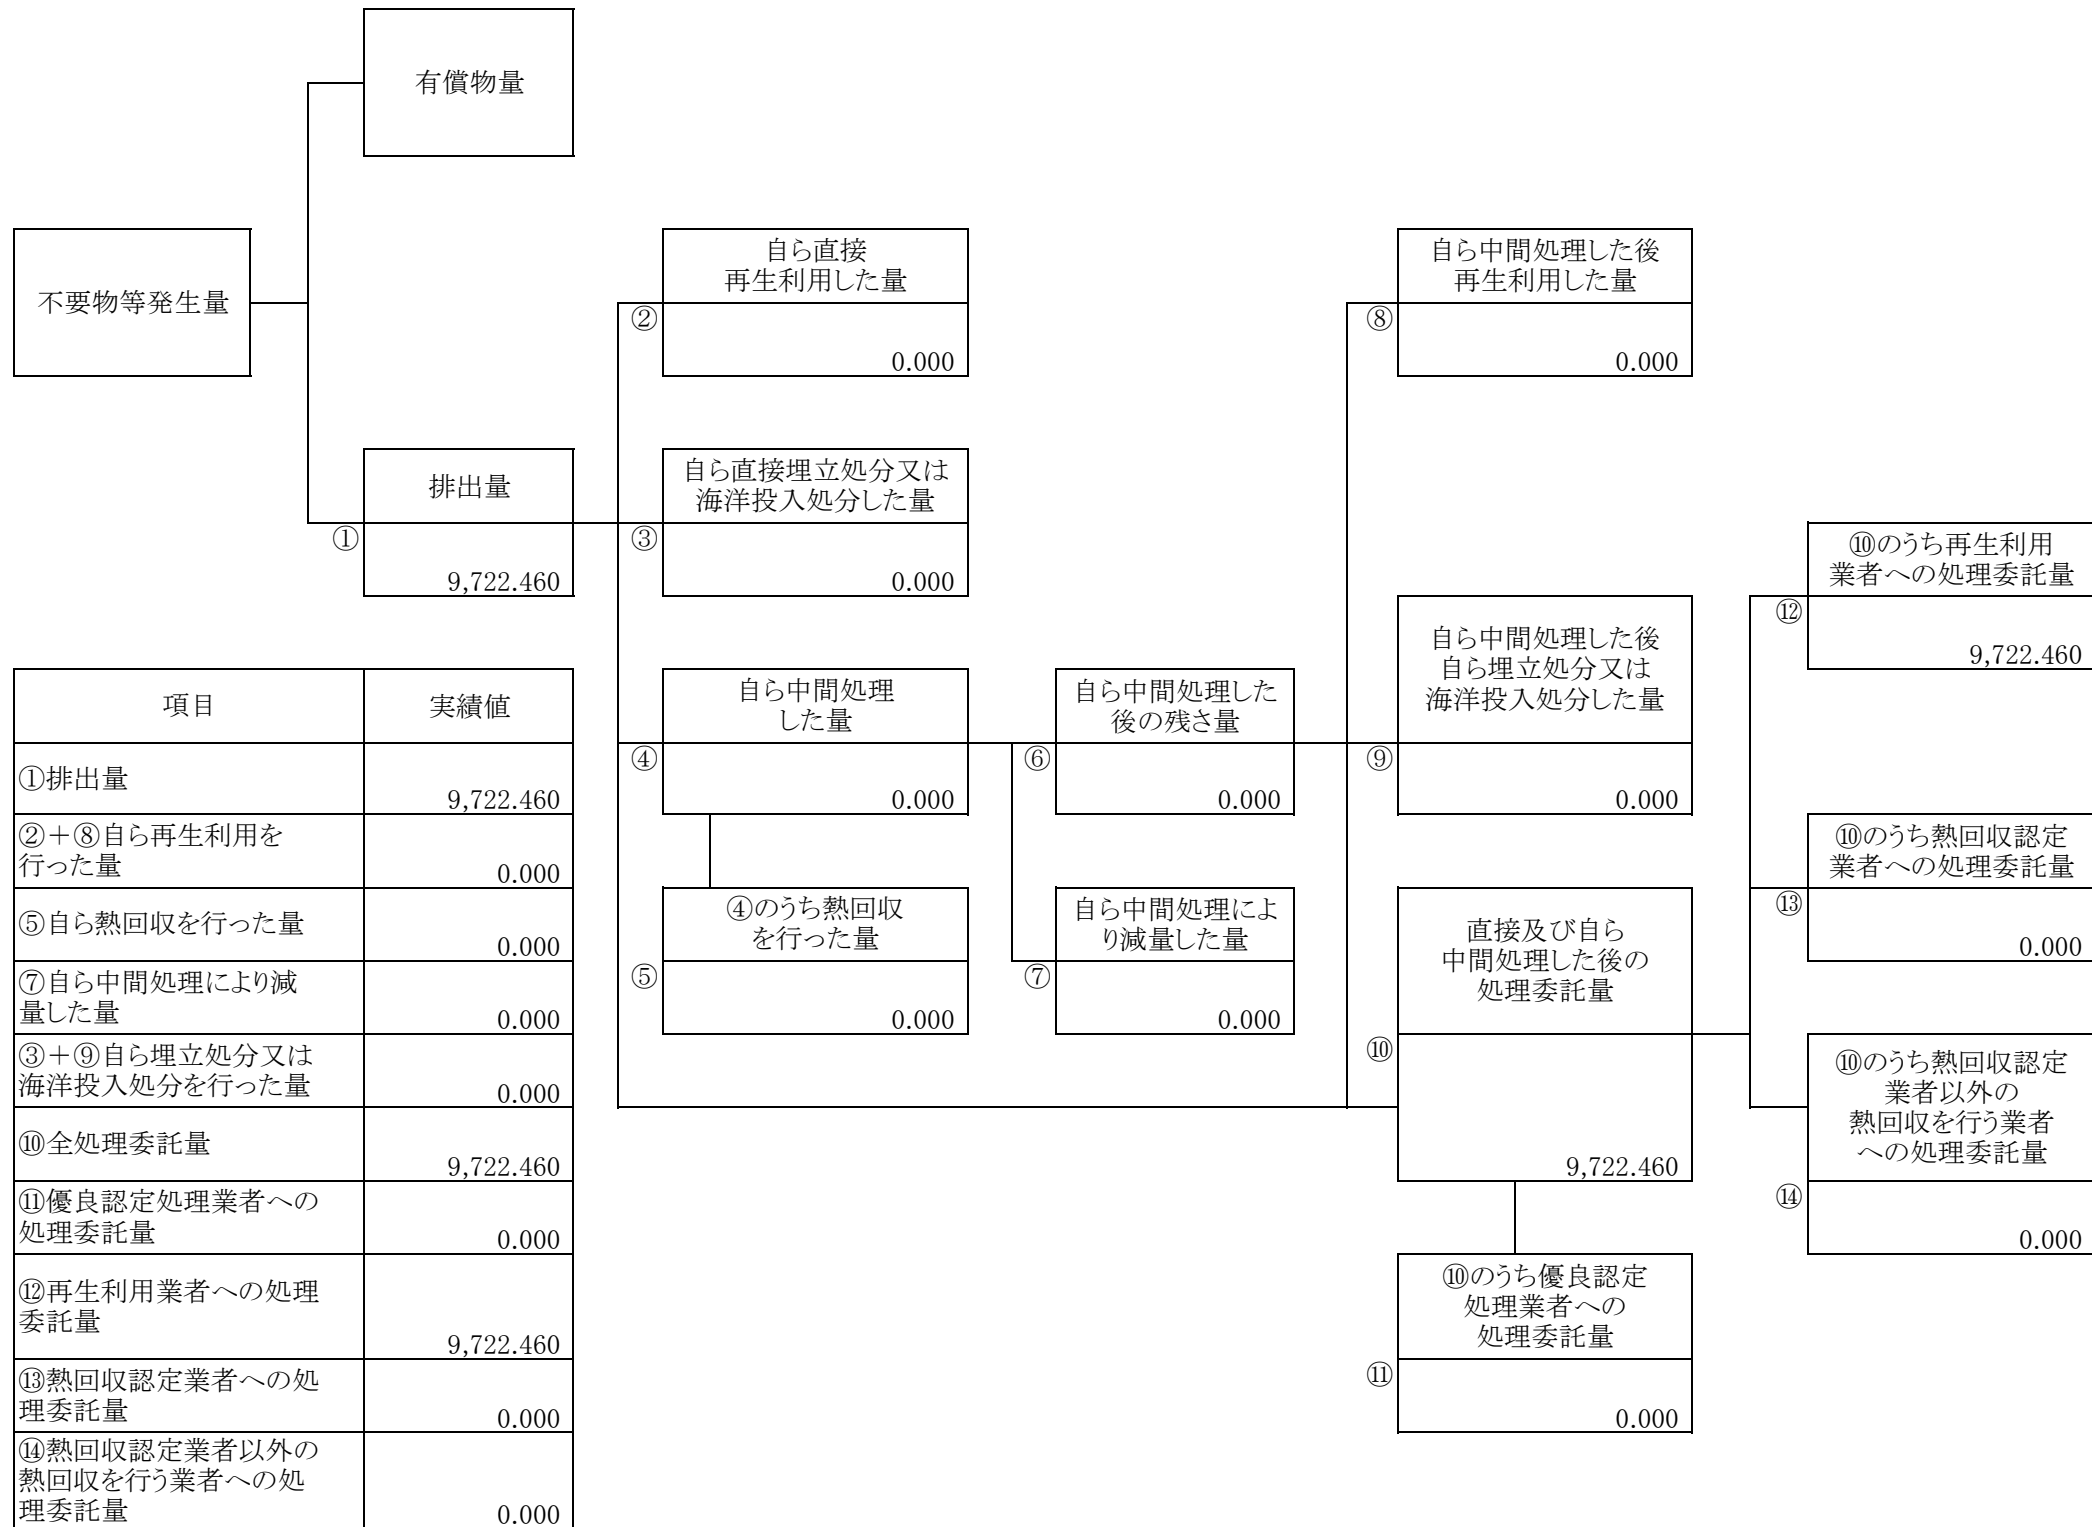 有償物量
不要物等発生量
自ら直接
再生利用した量
②
0.000
自ら中間処理した後
再生利用した量
⑧
0.000
排出量
①
9,722.460
自ら直接埋立処分又は
海洋投入処分した量
③
0.000
⑩のうち再生利用
業者への処理委託量
⑫
9,722.460
自ら中間処理
した量
④
0.000
自ら中間処理した
後の残さ量
⑥
0.000
自ら中間処理した後
自ら埋立処分又は
海洋投入処分した量
⑨
0.000
⑩のうち熱回収認定
業者への処理委託量
⑬
0.000
④のうち熱回収
を行った量
⑤
0.000
自ら中間処理によ
り減量した量
⑦
0.000
直接及び自ら
中間処理した後の
処理委託量
⑩
9,722.460
⑩のうち熱回収認定
業者以外の
熱回収を行う業者
への処理委託量
⑭
0.000
⑩のうち優良認定
処理業者への
処理委託量
⑪
0.000
項目 実績値
①排出量
9,722.460
②＋⑧自ら再生利用を
行った量
0.000
⑤自ら熱回収を行った量
0.000
⑦自ら中間処理により減
量した量
0.000
③＋⑨自ら埋立処分又は
海洋投入処分を行った量
0.000
⑩全処理委託量
9,722.460
⑪優良認定処理業者への
処理委託量
0.000
⑫再生利用業者への処理
委託量
9,722.460
⑬熱回収認定業者への処
理委託量
0.000
⑭熱回収認定業者以外の
熱回収を行う業者への処
理委託量
0.000